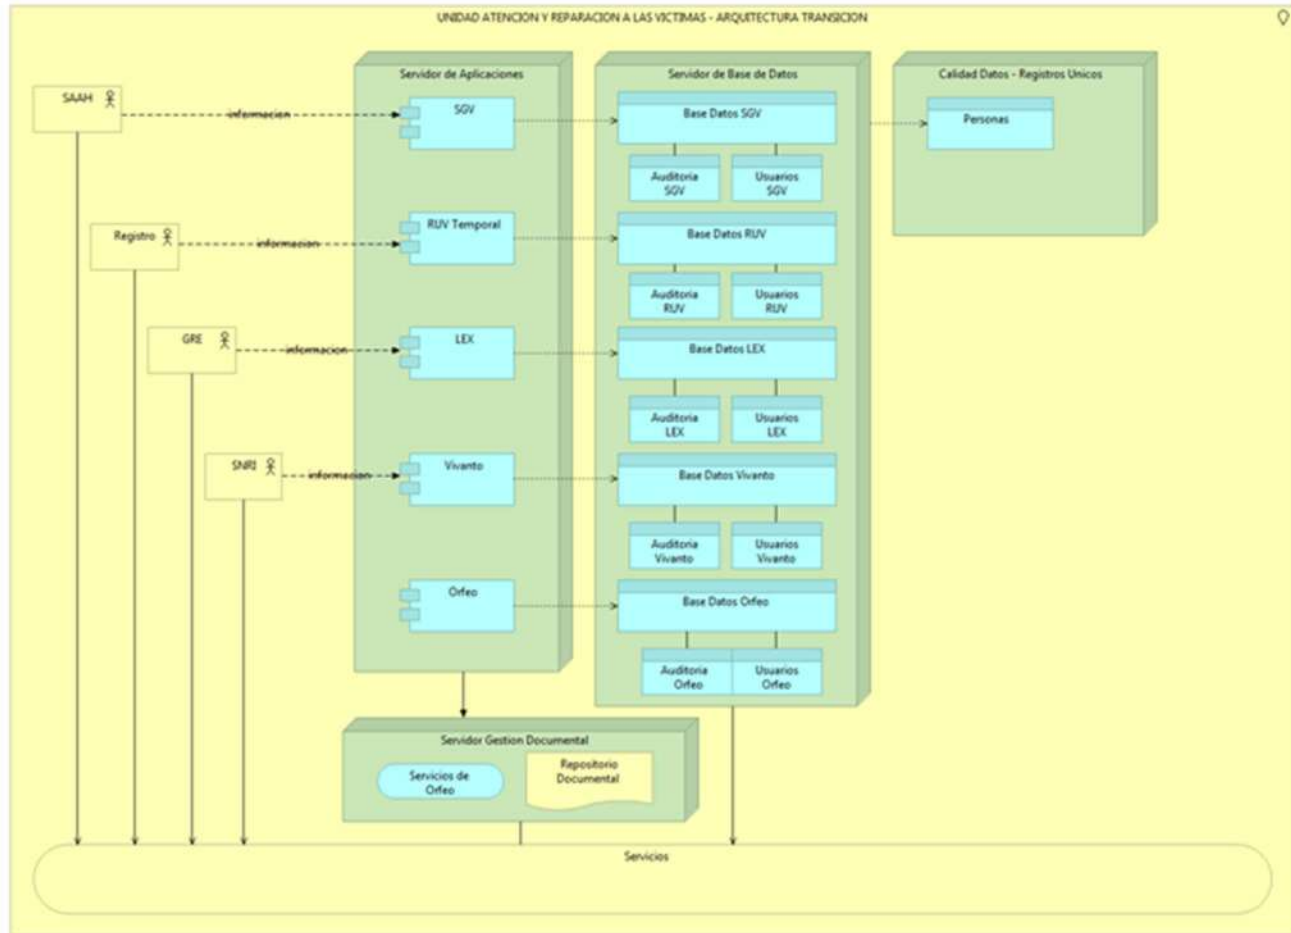 UNIDAD ATENCION Y REPARACION A LAS VICTIMAS - ARQUITECTURA TRANSICION
Servidor de Aplicaciones
Servidor de Base de Datos
Calidad Datos - Registros Unicos
SAAH
informacion
SGV
Base Datos SGV
Personas
Auditoria
SGV
Usuarios
SGV
Registro
informacion
RUV Temporal
Base Datos RUV
Auditoria
RUV
Usuarios
RUV
GRE
informacion
LEX
Base Datos LEX
Auditoria
LEX
Usuarios
LEX
SNRI
informacion
Vivanto
Base Datos Vivanto
Auditoria
Vivanto
Usuarios
Vivanto
Orfeo
Base Datos Orfeo
Auditoria
Orfeo
Usuarios
Orfeo
Servidor Gestion Documental
Servicios de
Orfeo
Repositorio
Documental
Servicios